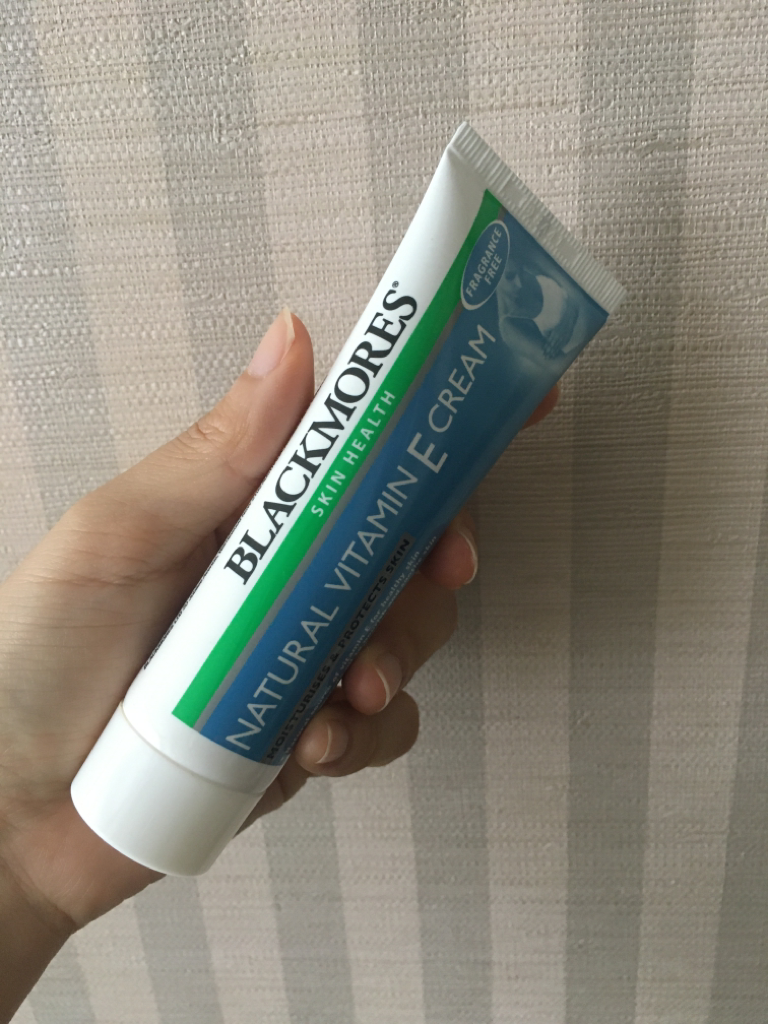 BLACKMORES®
SKIN HEALTH
FRAGRANCE
FREE
NATURAL VITAMIN E CREAM
MOISTURISES & PROTECTS SKIN